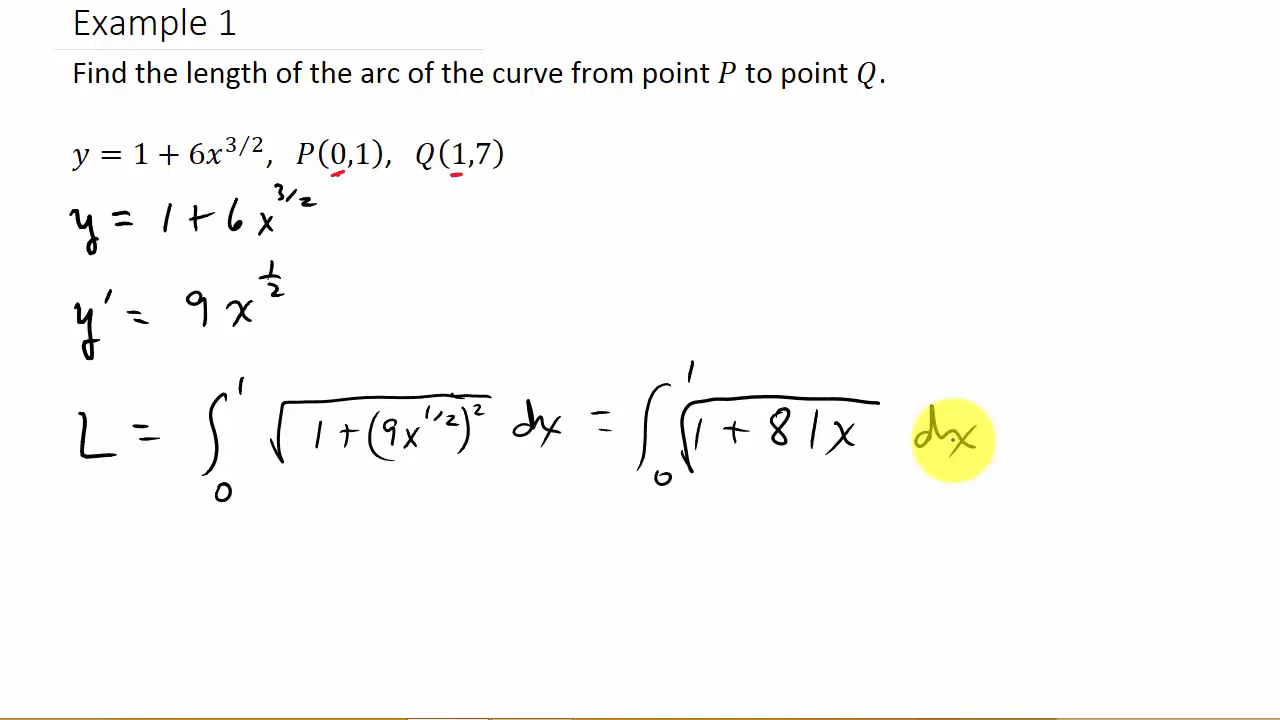 Example 1
Find the length of the arc of the curve from point P to point Q.
y = 1 + 6x^{3/2}, P(0,1), Q(1,7)
y = 1 + 6x^{3/2}
y' = 9x^{1/2}
L = ∫_0^1 √(1 + (9x^{1/2})^2) dx = ∫_0^1 √(1 + 81x) dx